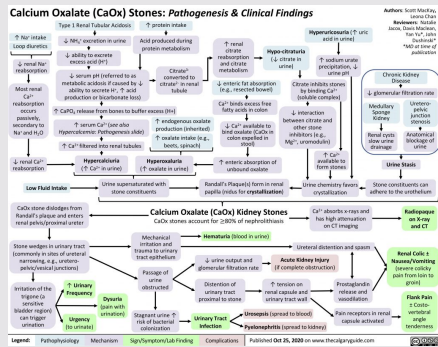 Calcium Oxalate (CaOx) Stones: Pathogenesis & Clinical Findings
Authors: Scott MacKay,
Leona Chan
Reviewers: Natalie
Jacox, Davis Maclean,
Yan Yu*, John
Dushinski*
*MD at time of
publication
↑ Na⁺ intake
Loop diuretics
↓ renal Na⁺
reabsorption
Most renal
Ca²⁺
reabsorption
occurs
passively,
secondary to
Na⁺ and H₂O
↓ renal Ca²⁺
reabsorption
Type 1 Renal Tubular Acidosis
↓ NH₄⁺ excretion in urine
↓ ability to excrete
excess acid (H⁺)
↓ serum pH (referred to as
metabolic acidosis if caused by ↓
ability to secrete H⁺, ↑ acid
production or bicarbonate loss)
↑ CaPO₄ released from bones to buffer excess (H+)
↑ serum Ca²⁺ (see also
Hypercalcemia: Pathogenesis slide)
↑ Ca²⁺ filtered into renal tubules
Hypercalciuria
(↑ Ca²⁺ in urine)
↑ protein intake
Acid produced during
protein metabolism
Citrate³⁻
converted to
citrate²⁻ in renal
tubule
↑ renal
citrate
reabsorption
and citrate
metabolism
Hypo-citraturia
(↓ citrate in
urine)
↑ endogenous oxalate
production (inherited)
↑ oxalate intake (e.g.,
beets, spinach)
Hyperoxaluria
(↑ oxalate in urine)
↓ enteric fat absorption
(e.g., resected bowel)
Ca²⁺ binds excess free
fatty acids in colon
↓ Ca²⁺ available to
bind oxalate (CaOx in
colon expelled in
stool)
↑ enteric absorption of
unbound oxalate
Hyperuricosuria (↑ uric
acid in urine)
↑ sodium urate
precipitation, ↓
urine pH
Citrate inhibits stones
by binding Ca²⁺
(soluble complex)
↓ interaction
between citrate and
other stone
inhibitors (e.g.,
Mg²⁺, uromodulin)
↑ Ca²⁺
available to
form stones
Chronic Kidney
Disease
↓ glomerular filtration rate
Medullary
Sponge
Kidney
Uretero-
pelvic
junction
stenosis
Renal cysts
slow urine
drainage
Anatomical
blockage of
urine
Urine Stasis
Low Fluid Intake
Urine supersaturated with
stone constituents
Randall's Plaque(s) form in renal
papilla (nidus for crystallization)
Urine chemistry favors
crystallization
Stone constituents can
adhere to the urothelium
CaOx stone dislodges from
Randall's plaque and enters
renal pelvis/proximal ureter
Calcium Oxalate (CaOx) Kidney Stones
CaOx stones account for ≥80% of nephrolithiasis
Ca²⁺ absorbs x-rays and
has high attenuation
on CT imaging
Radiopaque
on X-ray
and CT
Stone wedges in urinary tract
(commonly in sites of ureteral
narrowing, e.g., uretero-
pelvic/vesical junctions)
Mechanical
irritation and
trauma to urinary
tract epithelium
Hematuria (blood in urine)
Passage of
urine
obstructed
↓ urine output and
glomerular filtration rate
Acute Kidney Injury
(if complete obstruction)
Ureteral distention and spasm
Renal Colic ±
Nausea/Vomiting
(severe colicky
pain from loin to
groin)
Irritation of the
trigone (a
sensitive
bladder region)
can trigger
urination
↑ Urinary
Frequency
Urgency
(to urinate)
Dysuria
(pain with
urination)
Distention of
urinary tract
proximal to stone
↑ tension on
renal capsule and
urinary tract wall
Prostaglandin
release and
vasodilation
Stagnant urine ↑
risk of bacterial
colonization
Urinary Tract
Infection
Urosepsis (spread to blood)
Pyelonephritis (spread to kidney)
Pain receptors in renal
capsule activated
Flank Pain
± Costo-
vertebral angle
tenderness
Legend:
Pathophysiology
Mechanism
Sign/Symptom/Lab Finding
Complications
Published Oct 25, 2020 on www.thecalgaryguide.com